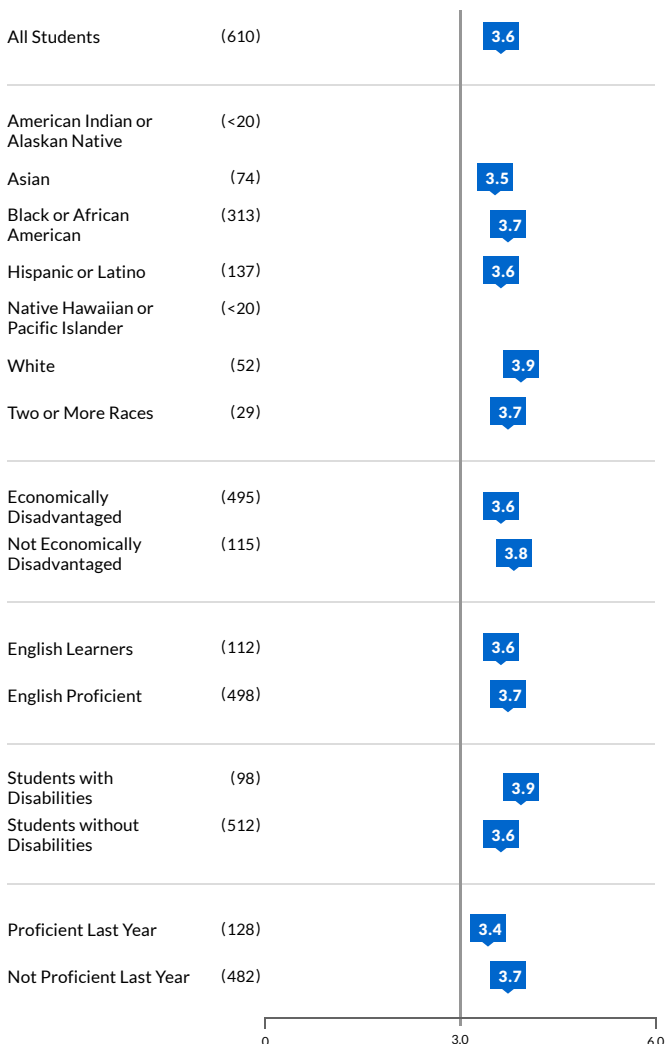 All Students (610) 3.6
American Indian or (<20)
Alaskan Native
Asian (74) 3.5
Black or African (313) 3.7
American
Hispanic or Latino (137) 3.6
Native Hawaiian or (<20)
Pacific Islander
White (52) 3.9
Two or More Races (29) 3.7
Economically (495) 3.6
Disadvantaged
Not Economically (115) 3.8
Disadvantaged
English Learners (112) 3.6
English Proficient (498) 3.7
Students with (98) 3.9
Disabilities
Students without (512) 3.6
Disabilities
Proficient Last Year (128) 3.4
Not Proficient Last Year (482) 3.7
0 3.0 6.0